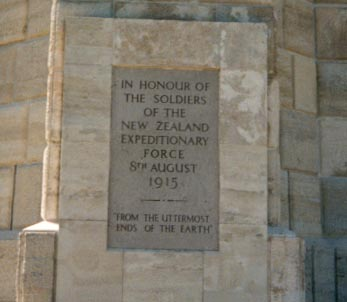 IN HONOUR OF
THE SOLDIERS
OF THE
NEW ZEALAND
EXPEDITIONARY
FORCE
8TH AUGUST
1915
"FROM THE UTTERMOST
ENDS OF THE EARTH"